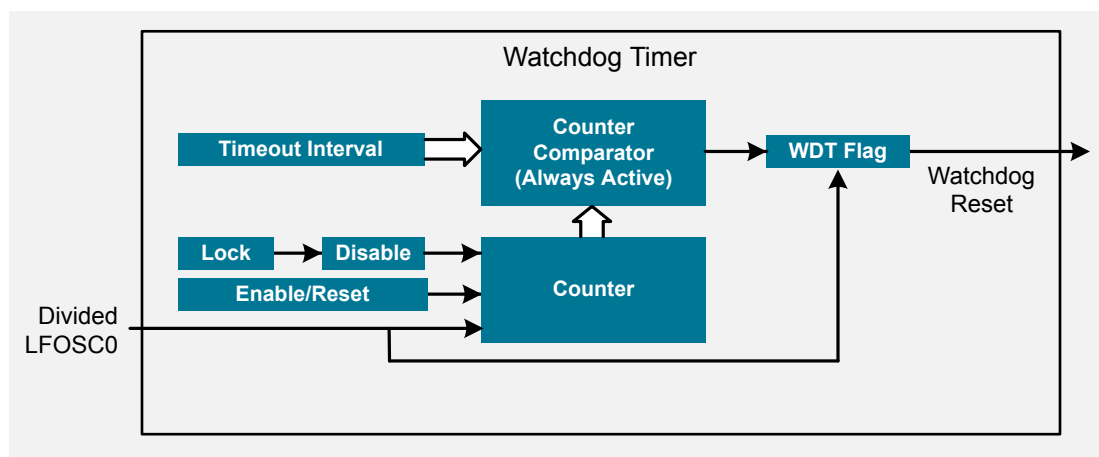 Watchdog Timer
Timeout Interval
Counter
Comparator
(Always Active)
WDT Flag
Watchdog
Reset
Lock
Disable
Enable/Reset
Counter
Divided
LFOSC0